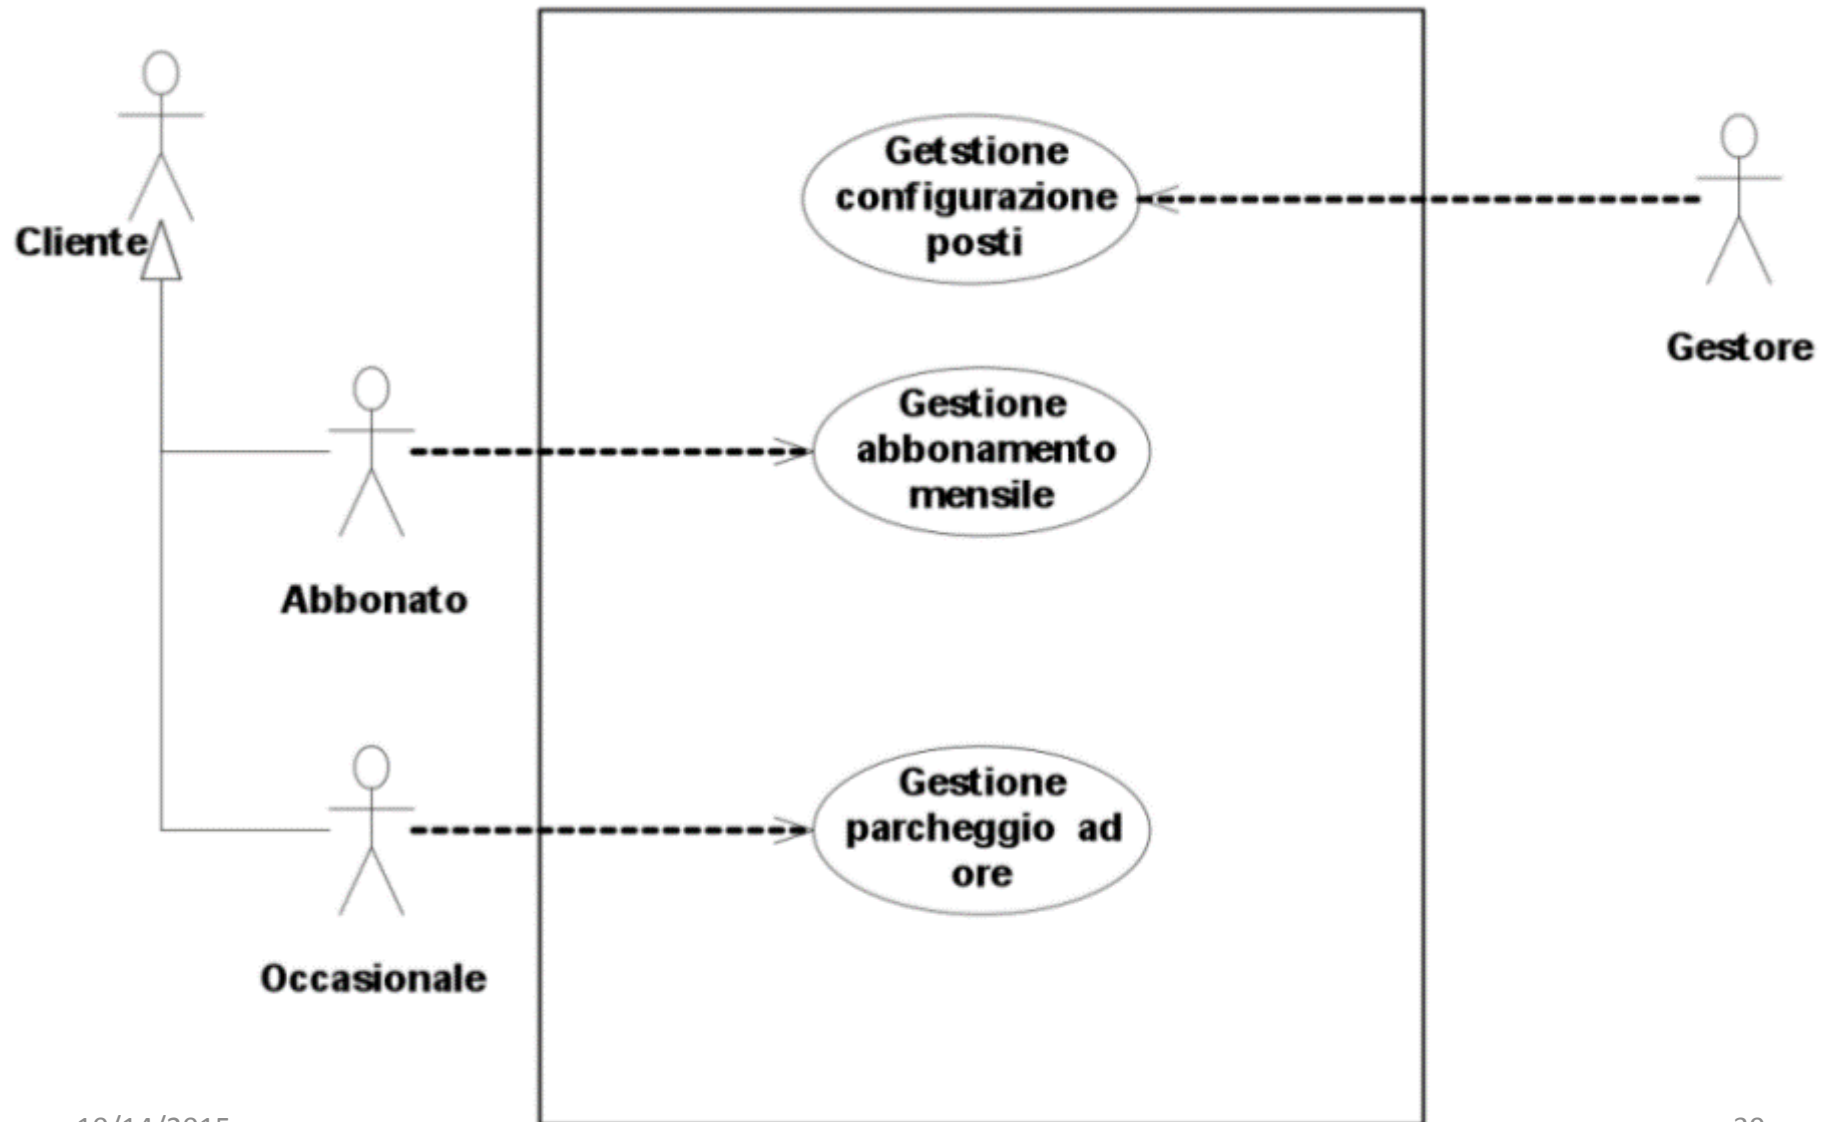 Cliente
Getstione
configurazione
posti
Gestore
Gestione
abbonamento
mensile
Abbonato
Gestione
parcheggio ad
ore
Occasionale